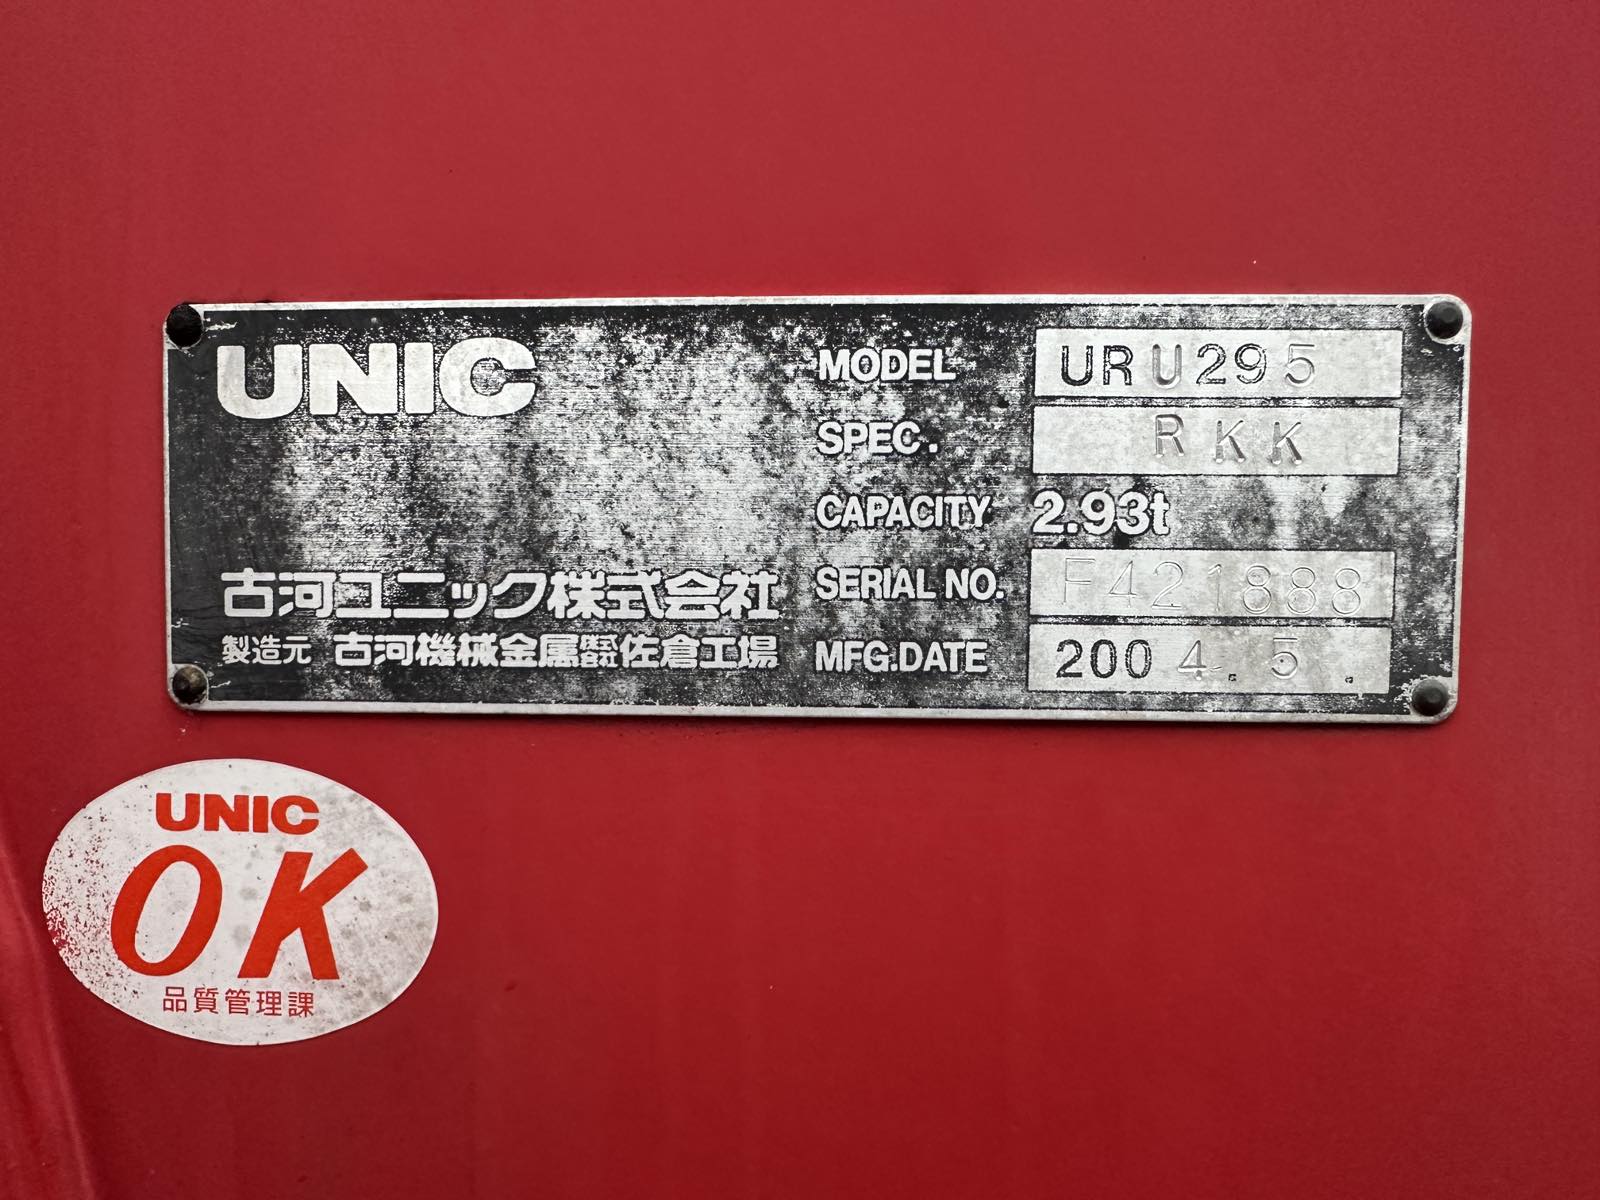 UNIC
MODEL URU295
SPEC. RKK
CAPACITY 2.93t
古河ユニック株式会社
SERIAL NO. F421888
製造元 古河機械金属株式会社佐倉工場
MFG.DATE 2004.5.
UNIC
OK
品質管理課